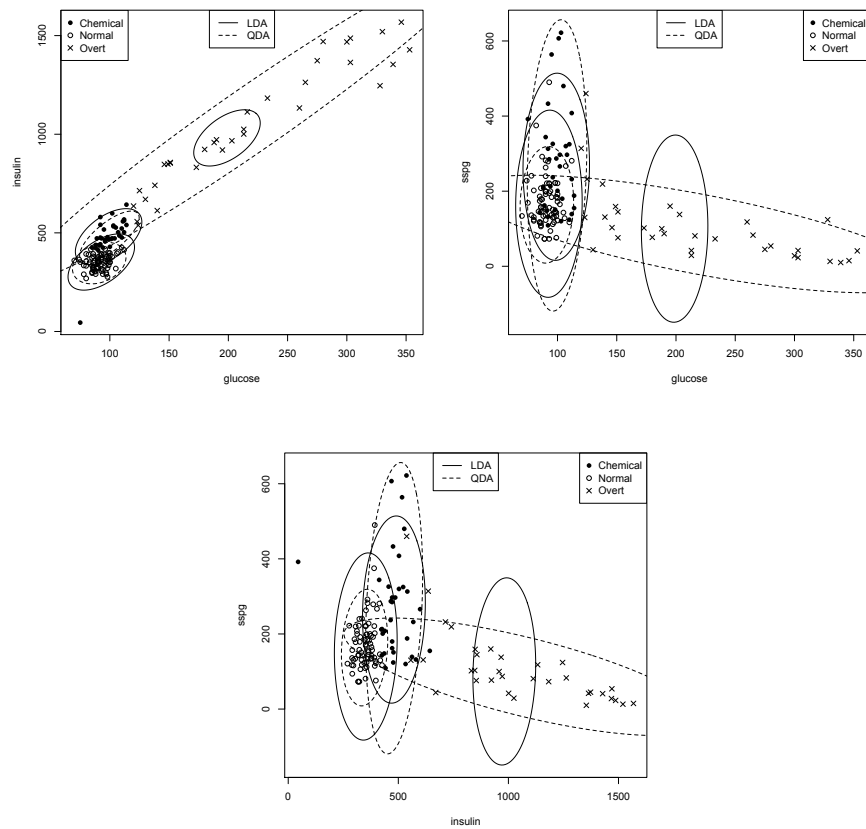 Chemical
Normal
Overt
LDA
QDA
insulin
0
500
1000
1500
100
150
200
250
300
350
glucose
LDA
QDA
Chemical
Normal
Overt
sspg
0
200
400
600
100
150
200
250
300
350
glucose
LDA
QDA
Chemical
Normal
Overt
sspg
0
200
400
600
0
500
1000
1500
insulin